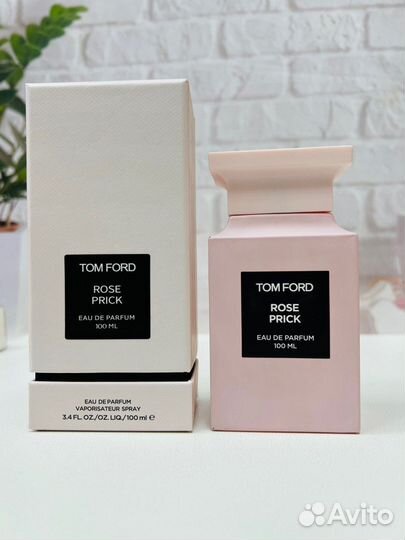 TOM FORD
ROSE
PRICK
EAU DE PARFUM
100 ML
EAU DE PARFUM
VAPORISATEUR SPRAY
3.4 FL. OZ./OZ. LIQ./100 ml ℮
TOM FORD
ROSE
PRICK
EAU DE PARFUM
100 ML
Avito